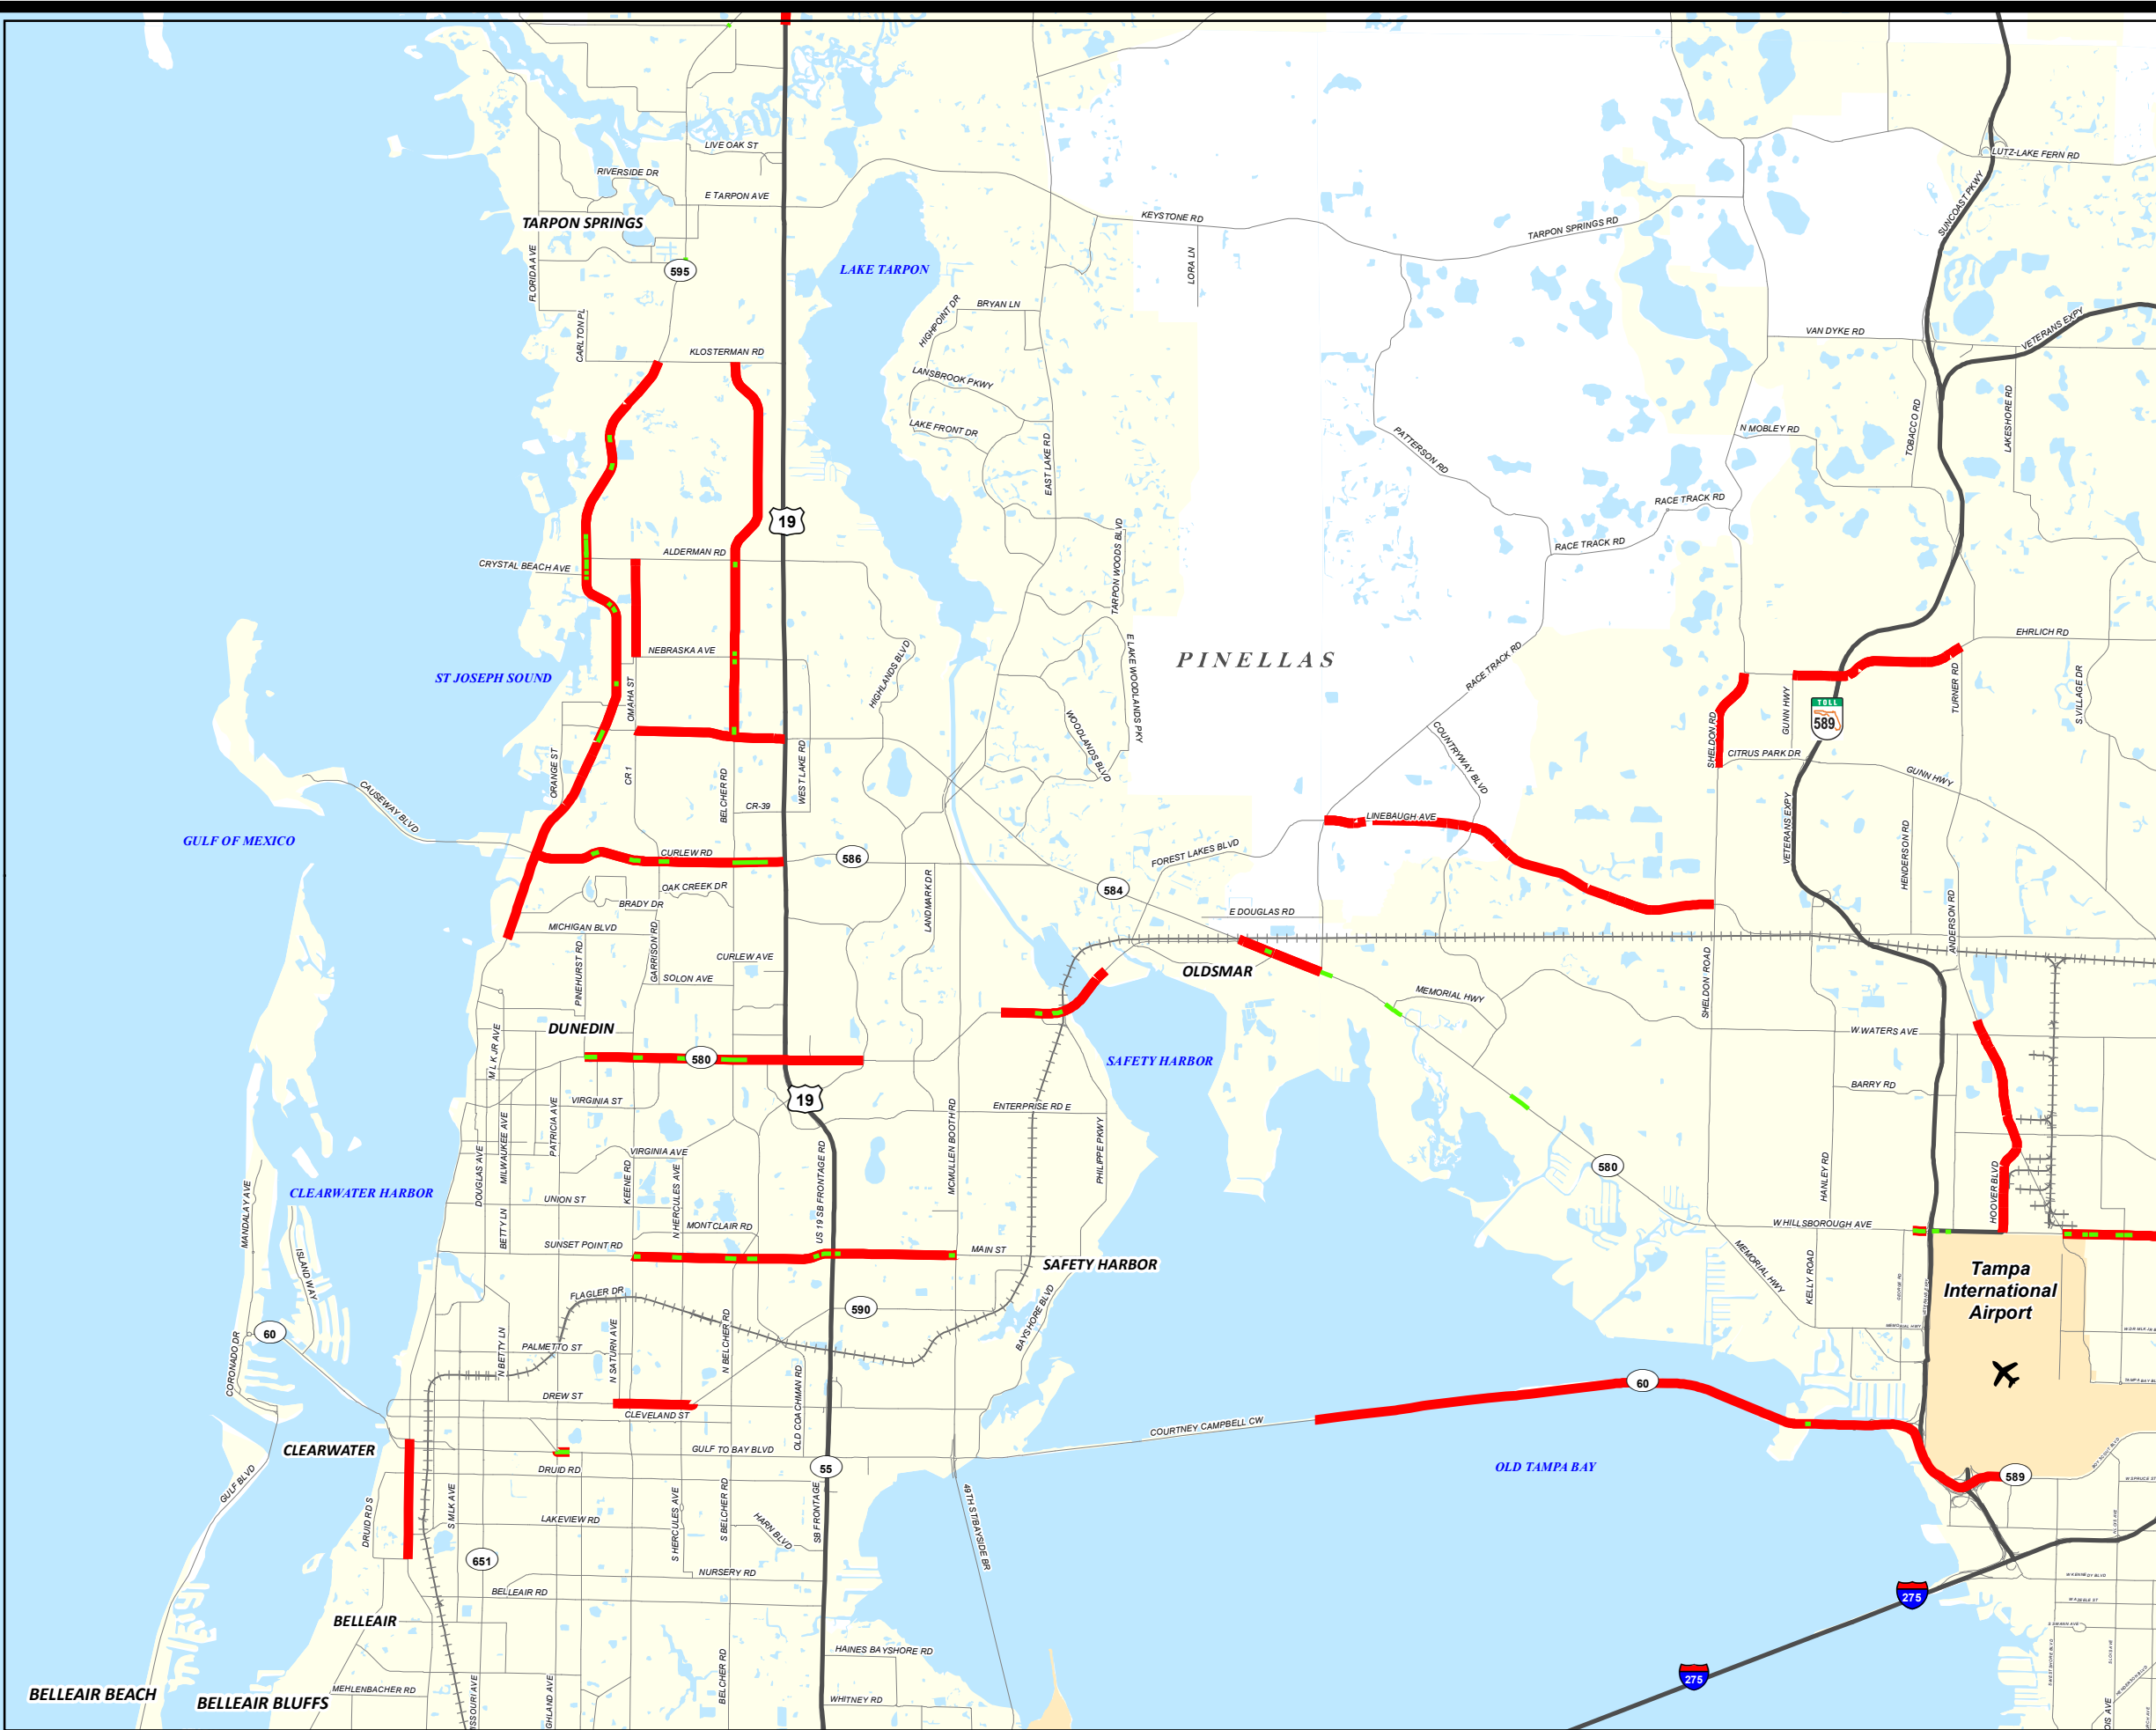 LIVE OAK ST
LUTZ-LAKE FERN RD
RIVERSIDE DR
E TARPON AVE
SUNCOAST PKWY
TARPON SPRINGS
KEYSTONE RD
TARPON SPRINGS RD
FLORIDA AVE
595
LAKE TARPON
LORA LN
BRYAN LN
HIGHPOINT DR
CARLTON PL
VAN DYKE RD
VETERANS EXPY
KLOSTERMAN RD
LANSBROOK PKWY
LAKE FRONT DR
EAST LAKE RD
PATTERSON RD
N MOBLEY RD
TOBACCO RD
LAKESHORE RD
RACE TRACK RD
19
TARPON WOODS BLVD
RACE TRACK RD
ALDERMAN RD
CRYSTAL BEACH AVE
NEBRASKA AVE
HIGHLANDS BLVD
E LAKE WOODLANDS PKY
PINELLAS
RACE TRACK RD
EHRLICH RD
ST JOSEPH SOUND
OMAHA ST
WOODLANDS BLVD
COUNTRYWAY BLVD
SHELDON RD
GUNN HWY
TOLL
589
TURNER RD
S.VILLAGE DR
CITRUS PARK DR
GUNN HWY
ORANGE ST
CR 1
BELCHER RD
WEST LAKE RD
CR-39
CAUSEWAY BLVD
LINEBAUGH AVE
VETERANS EXPY
HENDERSON RD
GULF OF MEXICO
CURLEW RD
586
FOREST LAKES BLVD
OAK CREEK DR
584
BRADY DR
LANDMARK DR
E DOUGLAS RD
MICHIGAN BLVD
ANDERSON RD
PINEHURST RD
GARRISON RD
CURLEW AVE
SOLON AVE
OLDSMAR
SHELDON ROAD
MEMORIAL HWY
DUNEDIN
W.WATERS AVE
M L K JR AVE
580
SAFETY HARBOR
19
BARRY RD
VIRGINIA ST
ENTERPRISE RD E
MILWAUKEE AVE
PATRICIA AVE
MCMULLEN BOOTH RD
PHILIPPE PKWY
VIRGINIA AVE
US 19 SB FRONTAGE RD
580
DOUGLAS AVE
KEENE RD
N HERCULES AVE
HANLEY RD
HOOVER BLVD
CLEARWATER HARBOR
MANDALAY AVE
UNION ST
BETTY LN
MONTCLAIR RD
W HILLSBOROUGH AVE
SUNSET POINT RD
MAIN ST
ISLAND WAY
SAFETY HARBOR
MEMORIAL HWY
KELLY ROAD
Tampa
International
Airport
FLAGLER DR
590
BAYSHORE BLVD
60
CORONADO DR
N BETTY LN
PALMETTO ST
N SATURN AVE
N BELCHER RD
DREW ST
CLEVELAND ST
OLD COACHMAN RD
60
COURTNEY CAMPBELL CW
CLEARWATER
GULF TO BAY BLVD
DRUID RD
55
OLD TAMPA BAY
589
GULF BLVD
DRUID RD S
S MLK AVE
LAKEVIEW RD
S HERCULES AVE
S BELCHER RD
HARN BLVD
SB FRONTAGE
49TH ST/BAYSIDE BR
651
NURSERY RD
BELLEAIR RD
275
BELLEAIR
HAINES BAYSHORE RD
BELCHER RD
275
BELLEAIR BEACH
BELLEAIR BLUFFS
MEHLENBACHER RD
WHITNEY RD